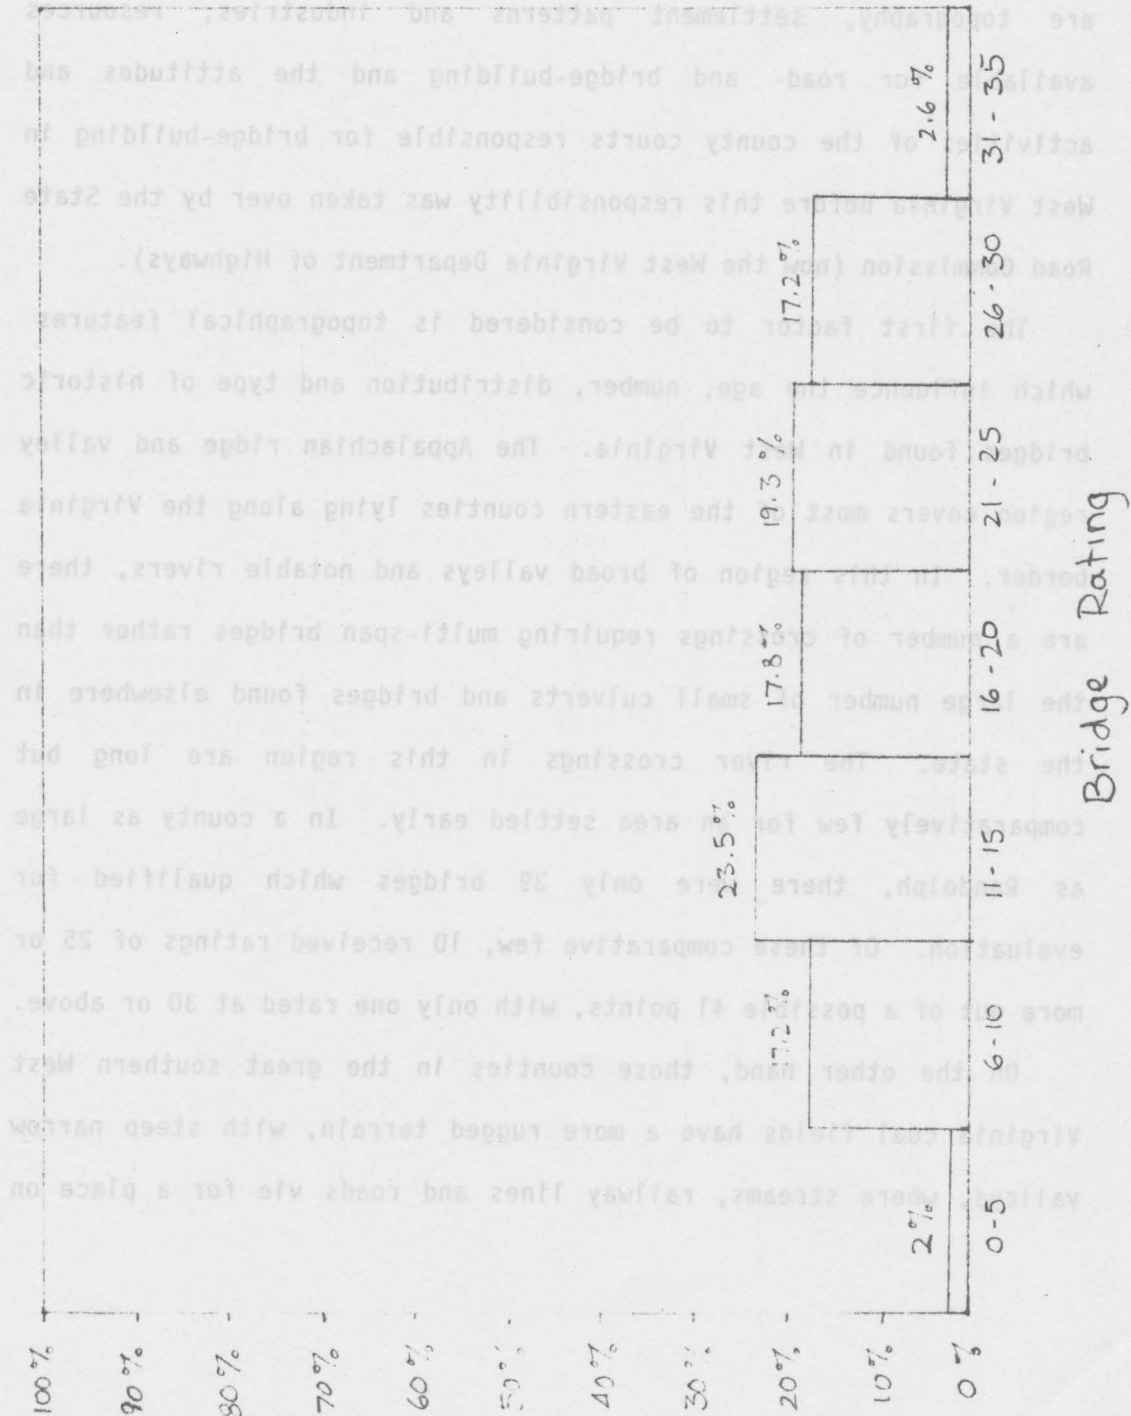 100%
90%
80%
70%
60%
50%
40%
30%
20%
10%
0%
2%
17.2%
23.5%
17.8%
19.3%
17.2%
2.6%
0-5
6-10
11-15
16-20
21-25
26-30
31-35
Bridge Rating
are topography, settlement patterns and industries, resources
available for road- and bridge-building and the attitudes and
activities of the county courts responsible for bridge-building in
West Virginia before this responsibility was taken over by the State
Road Commission (now the West Virginia Department of Highways).
The first factor to be considered is topographical features
which influence the age, number, distribution and type of historic
bridges found in West Virginia. The Appalachian ridge and valley
region covers most of the eastern counties lying along the Virginia
border. In this region of broad valleys and notable rivers, there
are a number of crossings requiring multi-span bridges rather than
the large number of small culverts and bridges found elsewhere in
the state. The river crossings in this region are long but
comparatively few for an area settled early. In a county as large
as Randolph, there were only 39 bridges which qualified for
evaluation. Of these comparative few, 10 received ratings of 25 or
more out of a possible 41 points, with only one rated at 30 or above.
On the other hand, those counties in the great southern West
Virginia coal fields have a more rugged terrain, with steep narrow
valleys, where streams, railway lines and roads vie for a place on